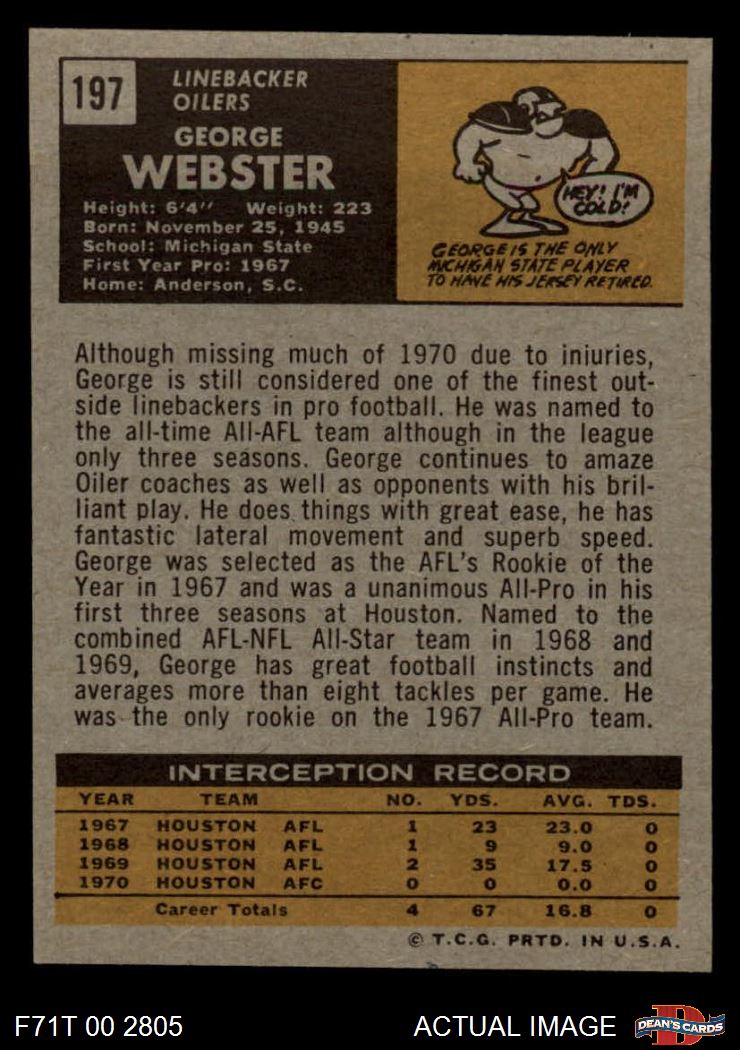 197
LINEBACKER
OILERS
GEORGE
WEBSTER
Height: 6'4" Weight: 223
Born: November 25, 1945
School: Michigan State
First Year Pro: 1967
Home: Anderson, S.C.
HEY! I'M
COLD!
GEORGE IS THE ONLY
MICHIGAN STATE PLAYER
TO HAVE HIS JERSEY RETIRED.
Although missing much of 1970 due to iniuries,
George is still considered one of the finest out-
side linebackers in pro football. He was named to
the all-time All-AFL team although in the league
only three seasons. George continues to amaze
Oiler coaches as well as opponents with his bril-
liant play. He does things with great ease, he has
fantastic lateral movement and superb speed.
George was selected as the AFL's Rookie of the
Year in 1967 and was a unanimous All-Pro in his
first three seasons at Houston. Named to the
combined AFL-NFL All-Star team in 1968 and
1969, George has great football instincts and
averages more than eight tackles per game. He
was the only rookie on the 1967 All-Pro team.
INTERCEPTION RECORD
YEAR TEAM NO. YDS. AVG. TDS.
1967 HOUSTON AFL 1 23 23.0 0
1968 HOUSTON AFL 1 9 9.0 0
1969 HOUSTON AFL 2 35 17.5 0
1970 HOUSTON AFC 0 0 0.0 0
Career Totals 4 67 16.8 0
© T.C.G. PRTD. IN U.S.A.
F71T 00 2805 ACTUAL IMAGE D DEAN'S CARDS